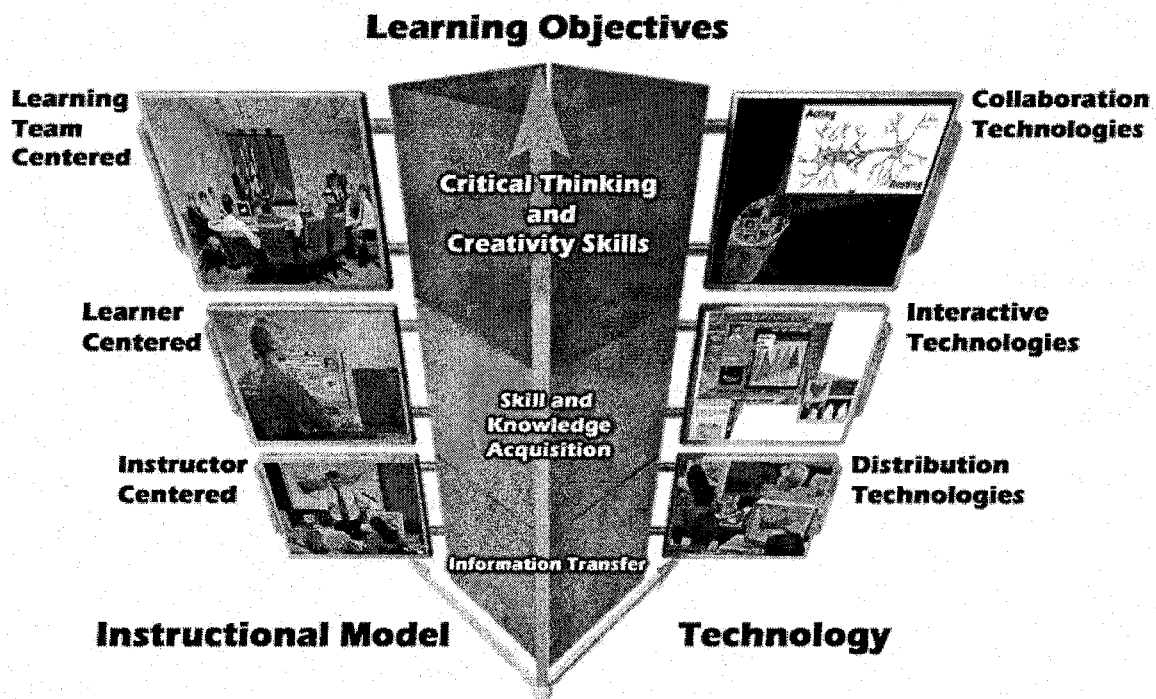 Learning Objectives
Learning
Team
Centered
Collaboration
Technologies
Acting
Critical Thinking
and
Creativity Skills
Learner
Centered
Interactive
Technologies
Skill and
Knowledge
Acquisition
Instructor
Centered
Distribution
Technologies
Information Transfer
Instructional Model
Technology